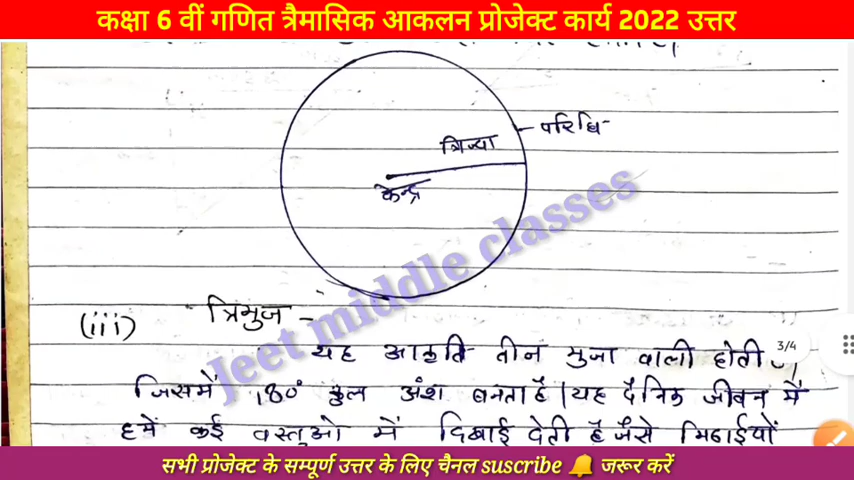 कक्षा 6 वीं गणित त्रैमासिक आकलन प्रोजेक्ट कार्य 2022 उत्तर
परिधि
त्रिज्या
केन्द्र
Jeet middle classes
(iii) त्रिभुज -
यह आकृति तीन भुजा वाली होती
3/4
जिसमें 180° कुल अंश बनता है | यह दैनिक जीवन में
हमें कई वस्तुओ में दिखाई देती है जैसे मिठाईयों
सभी प्रोजेक्ट के सम्पूर्ण उत्तर के लिए चैनल suscribe 🔔 जरूर करें